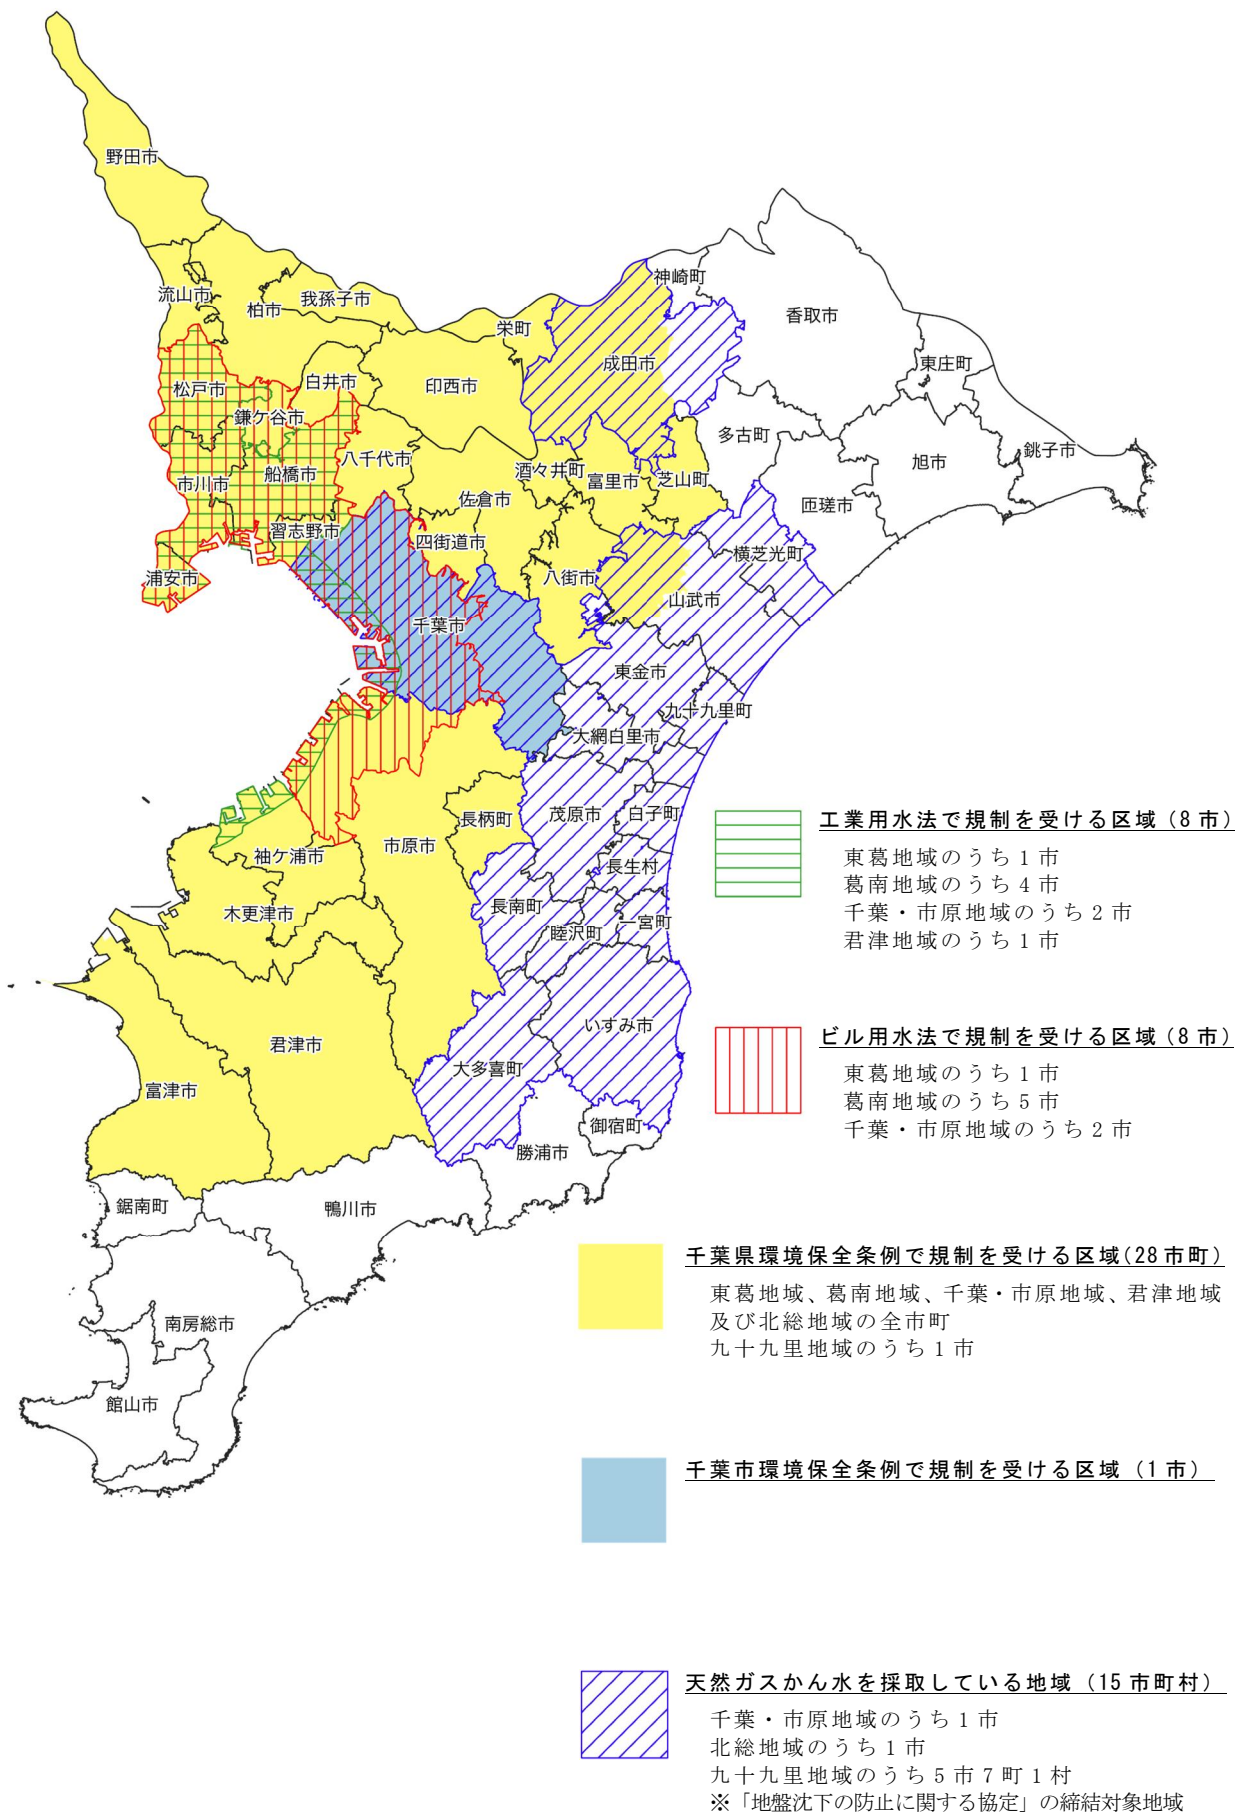 野田市
流山市
柏市
我孫子市
栄町
神崎町
香取市
成田市
東庄町
松戸市
鎌ケ谷市
白井市
印西市
多古町
旭市
銚子市
市川市
船橋市
八千代市
佐倉市
酒々井町
富里市
芝山町
匝瑳市
習志野市
四街道市
浦安市
八街市
横芝光町
山武市
千葉市
東金市
九十九里町
大網白里市
長柄町
茂原市
白子町
市原市
袖ケ浦市
長生村
木更津市
長南町
睦沢町
一宮町
いすみ市
君津市
大多喜町
富津市
御宿町
勝浦市
鋸南町
鴨川市
南房総市
館山市
工業用水法で規制を受ける区域(8市)
東葛地域のうち1市
葛南地域のうち4市
千葉・市原地域のうち2市
君津地域のうち1市
ビル用水法で規制を受ける区域(8市)
東葛地域のうち1市
葛南地域のうち5市
千葉・市原地域のうち2市
千葉県環境保全条例で規制を受ける区域(28市町)
東葛地域、葛南地域、千葉・市原地域、君津地域
及び北総地域の全市町
九十九里地域のうち1市
千葉市環境保全条例で規制を受ける区域(1市)
天然ガスかん水を採取している地域(15市町村)
千葉・市原地域のうち1市
北総地域のうち1市
九十九里地域のうち5市7町1村
※「地盤沈下の防止に関する協定」の締結対象地域